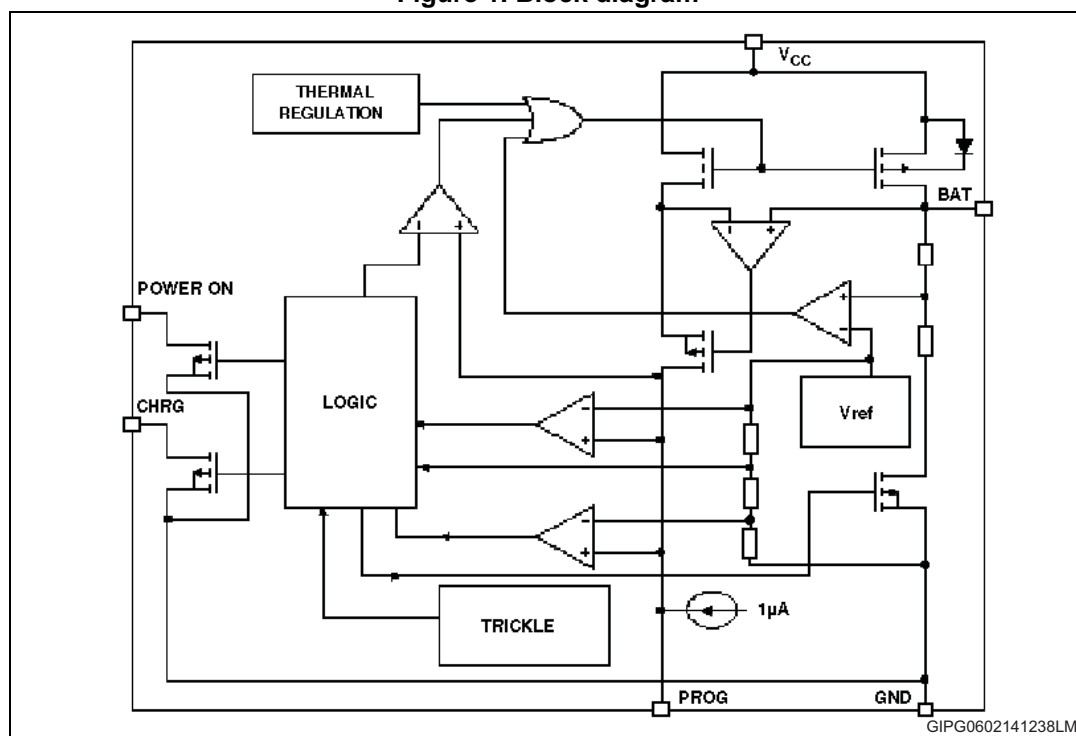 Figure 1. Block diagram
VCC
THERMAL
REGULATION
BAT
POWER ON
CHRG
LOGIC
Vref
TRICKLE
1µA
PROG
GND
- +
- +
+
-
-
+
-
+
GIPG0602141238LM